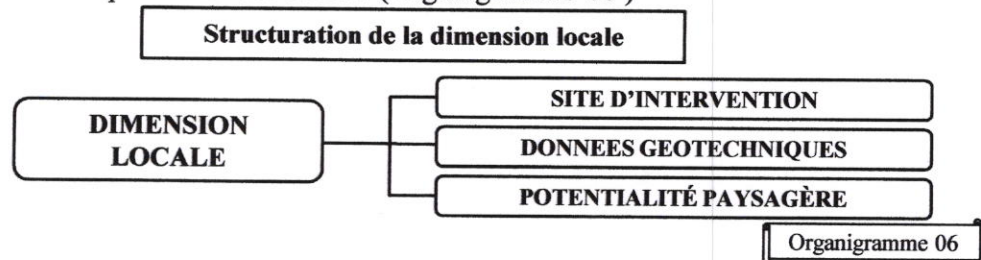 Structuration de la dimension locale
DIMENSION
LOCALE
SITE D'INTERVENTION
DONNEES GEOTECHNIQUES
POTENTIALITÉ PAYSAGÈRE
Organigramme 06